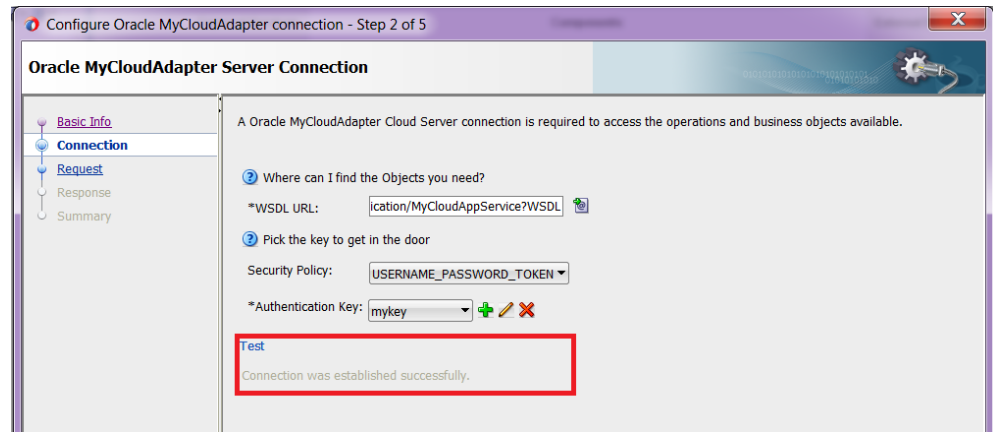 Configure Oracle MyCloudAdapter connection - Step 2 of 5
X
Oracle MyCloudAdapter Server Connection
Basic Info
Connection
Request
Response
Summary
A Oracle MyCloudAdapter Cloud Server connection is required to access the operations and business objects available.
? Where can I find the Objects you need?
*WSDL URL: ication/MyCloudAppService?WSDL
? Pick the key to get in the door
Security Policy: USERNAME_PASSWORD_TOKEN
*Authentication Key: mykey
Test
Connection was established successfully.